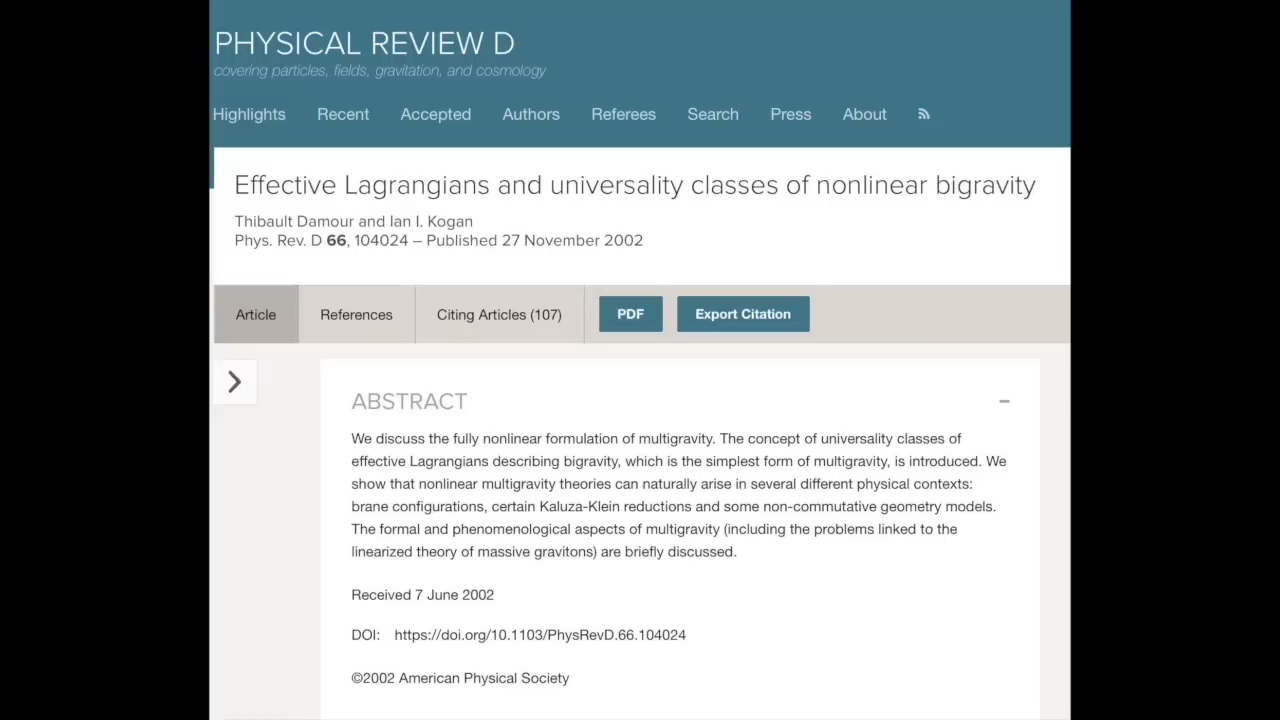 PHYSICAL REVIEW D
covering particles, fields, gravitation, and cosmology
Highlights Recent Accepted Authors Referees Search Press About
Effective Lagrangians and universality classes of nonlinear bigravity
Thibault Damour and Ian I. Kogan
Phys. Rev. D 66, 104024 – Published 27 November 2002
Article References Citing Articles (107) PDF Export Citation
ABSTRACT
We discuss the fully nonlinear formulation of multigravity. The concept of universality classes of
effective Lagrangians describing bigravity, which is the simplest form of multigravity, is introduced. We
show that nonlinear multigravity theories can naturally arise in several different physical contexts:
brane configurations, certain Kaluza-Klein reductions and some non-commutative geometry models.
The formal and phenomenological aspects of multigravity (including the problems linked to the
linearized theory of massive gravitons) are briefly discussed.
Received 7 June 2002
DOI: https://doi.org/10.1103/PhysRevD.66.104024
©2002 American Physical Society